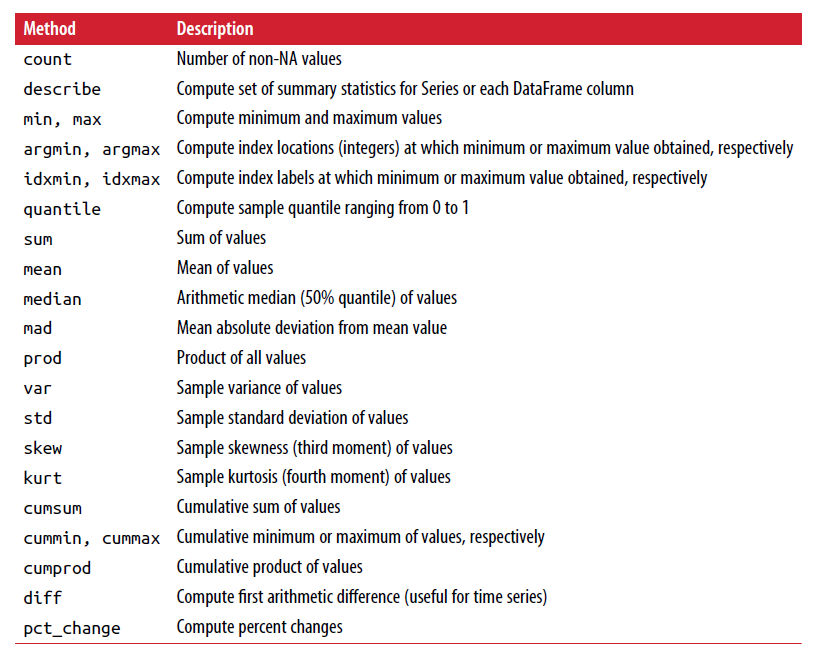 Method Description
count Number of non-NA values
describe Compute set of summary statistics for Series or each DataFrame column
min, max Compute minimum and maximum values
argmin, argmax Compute index locations (integers) at which minimum or maximum value obtained, respectively
idxmin, idxmax Compute index labels at which minimum or maximum value obtained, respectively
quantile Compute sample quantile ranging from 0 to 1
sum Sum of values
mean Mean of values
median Arithmetic median (50% quantile) of values
mad Mean absolute deviation from mean value
prod Product of all values
var Sample variance of values
std Sample standard deviation of values
skew Sample skewness (third moment) of values
kurt Sample kurtosis (fourth moment) of values
cumsum Cumulative sum of values
cummin, cummax Cumulative minimum or maximum of values, respectively
cumprod Cumulative product of values
diff Compute first arithmetic difference (useful for time series)
pct_change Compute percent changes